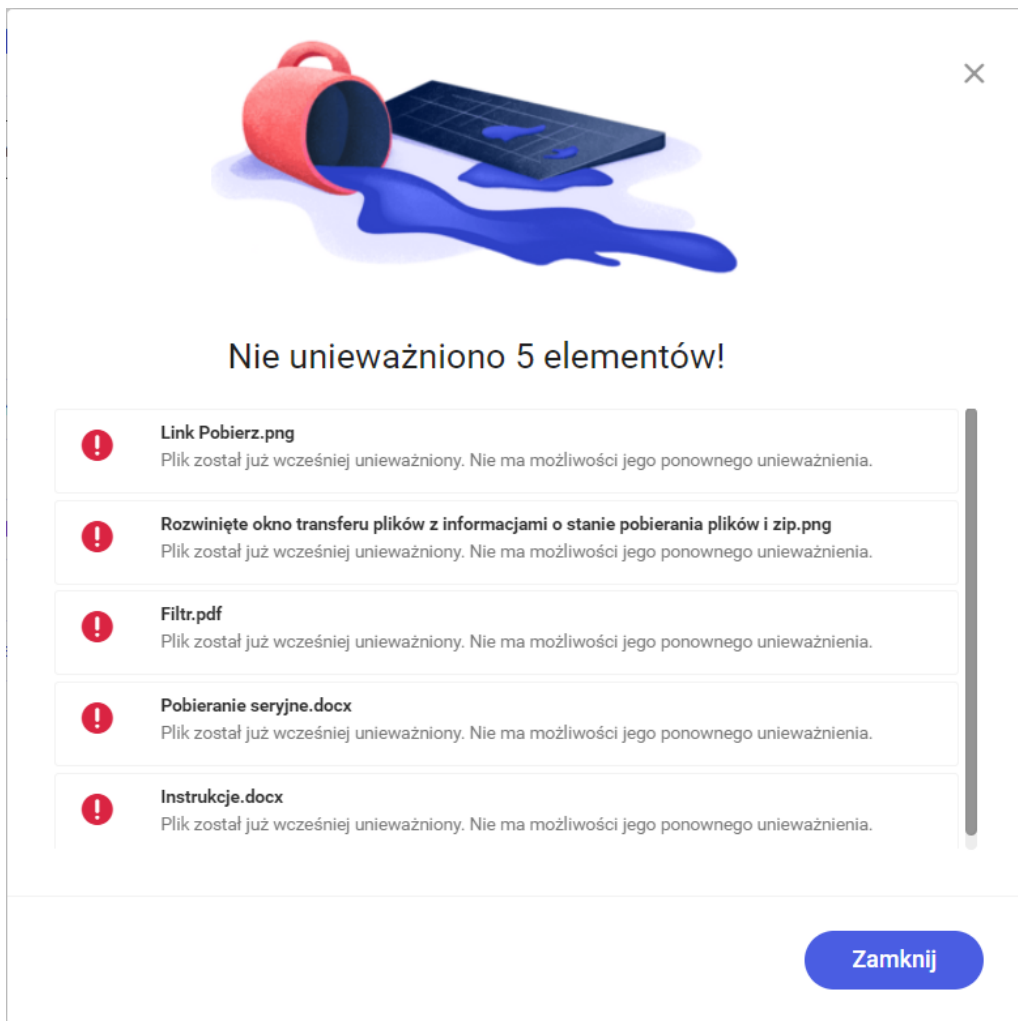 Nie unieważniono 5 elementów!
Link Pobierz.png
Plik został już wcześniej unieważniony. Nie ma możliwości jego ponownego unieważnienia.
Rozwinięte okno transferu plików z informacjami o stanie pobierania plików i zip.png
Plik został już wcześniej unieważniony. Nie ma możliwości jego ponownego unieważnienia.
Filtr.pdf
Plik został już wcześniej unieważniony. Nie ma możliwości jego ponownego unieważnienia.
Pobieranie seryjne.docx
Plik został już wcześniej unieważniony. Nie ma możliwości jego ponownego unieważnienia.
Instrukcje.docx
Plik został już wcześniej unieważniony. Nie ma możliwości jego ponownego unieważnienia.
Zamknij